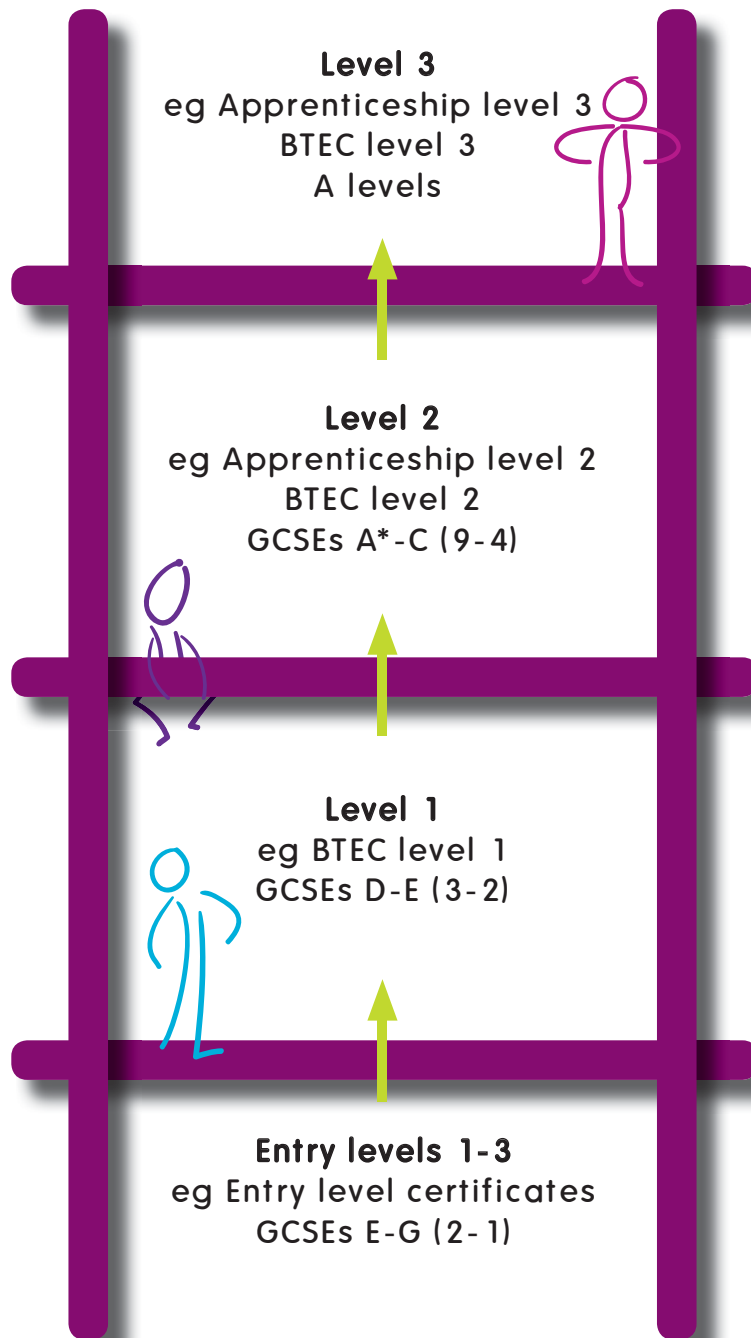 Level 3
eg Apprenticeship level 3
BTEC level 3
A levels
Level 2
eg Apprenticeship level 2
BTEC level 2
GCSEs A*-C (9-4)
Level 1
eg BTEC level 1
GCSEs D-E (3-2)
Entry levels 1-3
eg Entry level certificates
GCSEs E-G (2-1)